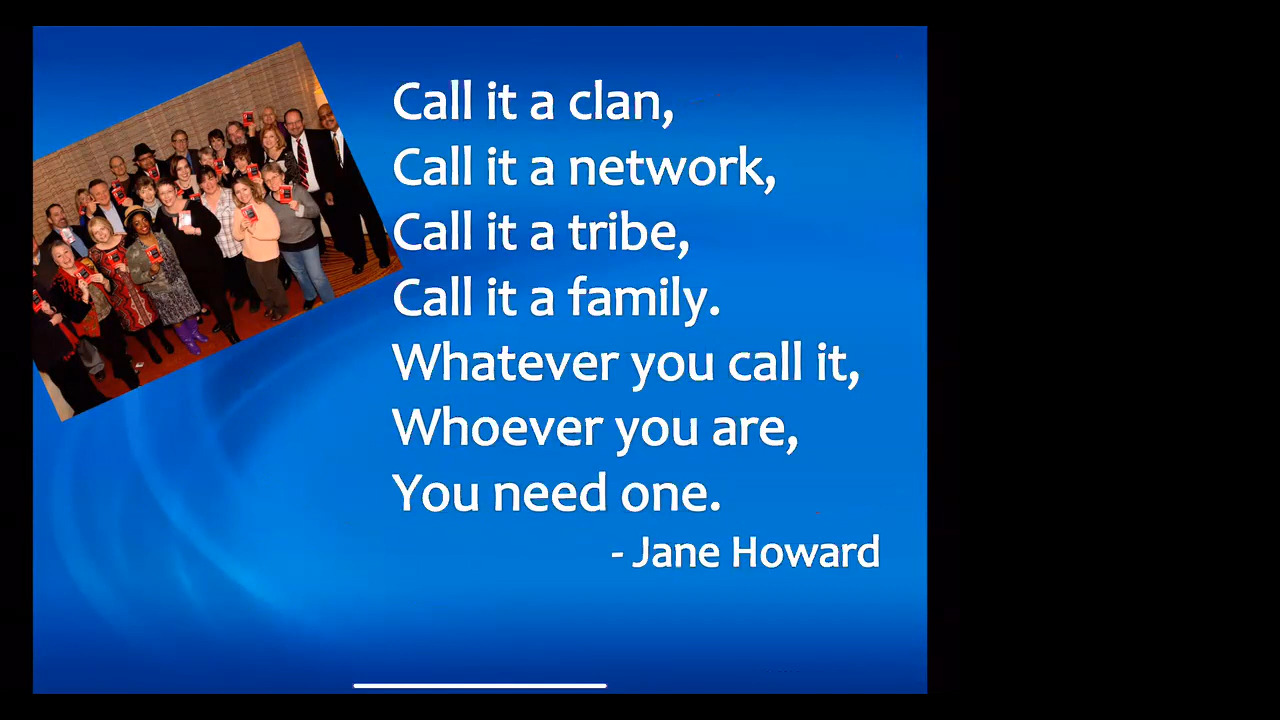 Call it a clan,
Call it a network,
Call it a tribe,
Call it a family.
Whatever you call it,
Whoever you are,
You need one.
- Jane Howard